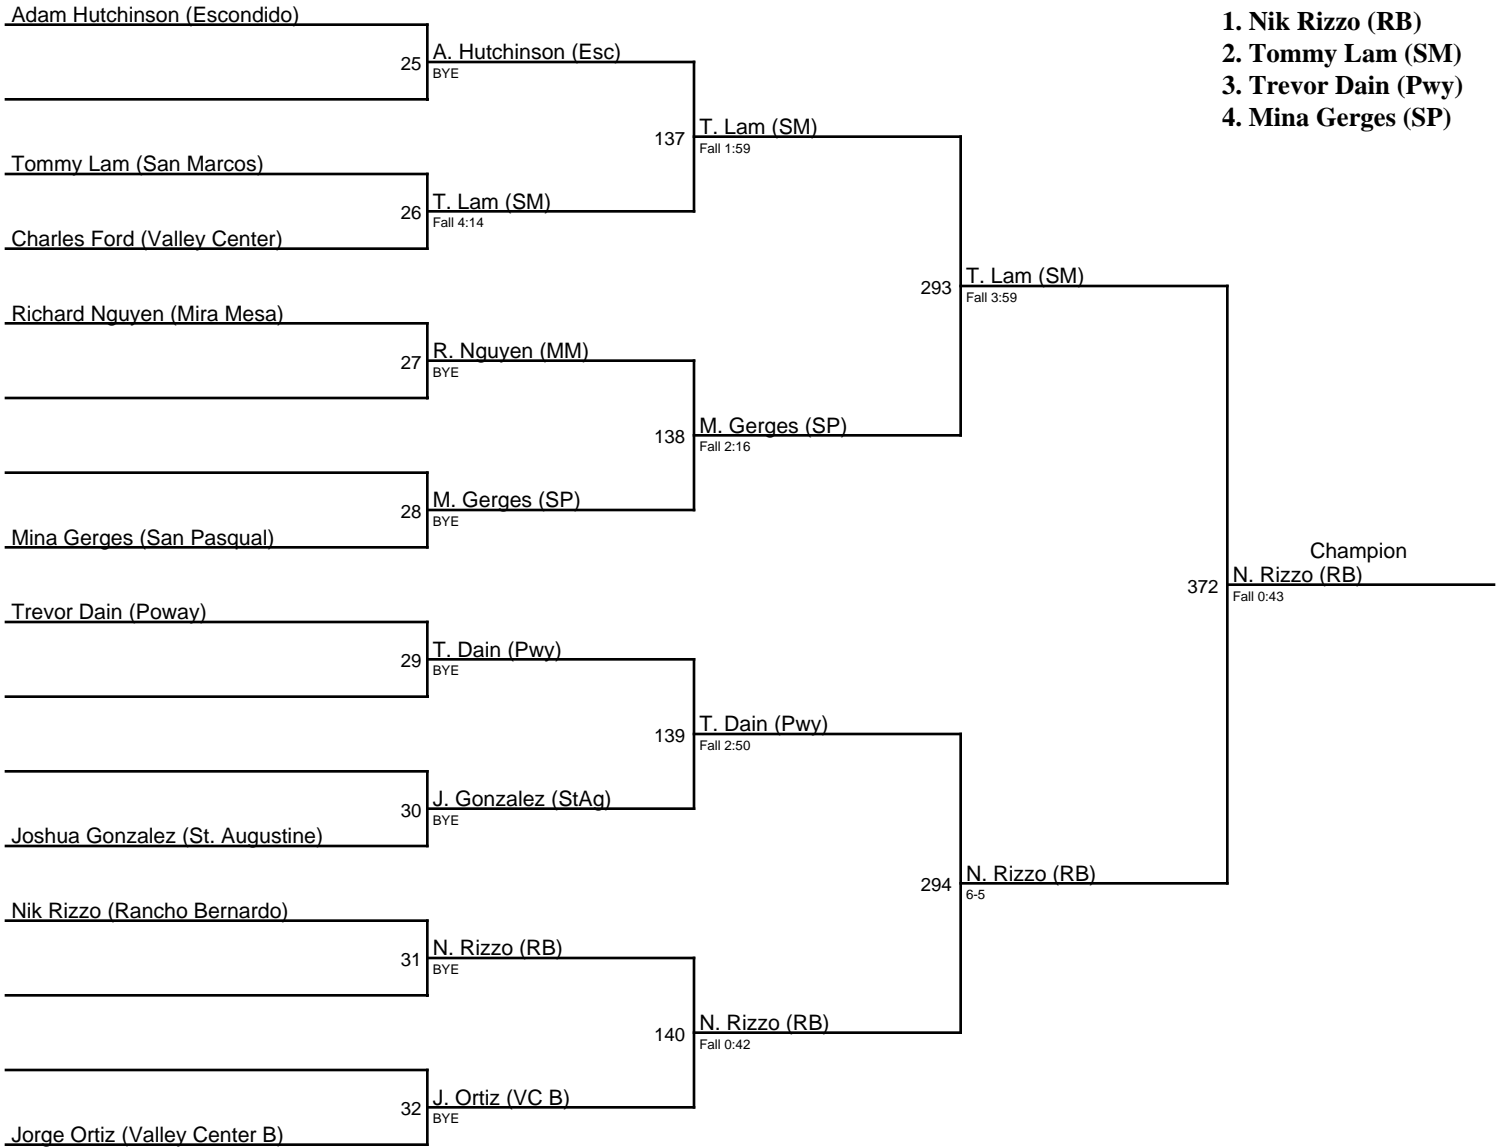 Adam Hutchinson (Escondido)
25
A. Hutchinson (Esc)
BYE
137
T. Lam (SM)
Fall 1:59
Tommy Lam (San Marcos)
26
T. Lam (SM)
Fall 4:14
Charles Ford (Valley Center)
293
T. Lam (SM)
Fall 3:59
Richard Nguyen (Mira Mesa)
27
R. Nguyen (MM)
BYE
138
M. Gerges (SP)
Fall 2:16
28
M. Gerges (SP)
BYE
Mina Gerges (San Pasqual)
372
Champion
N. Rizzo (RB)
Fall 0:43
Trevor Dain (Poway)
29
T. Dain (Pwy)
BYE
139
T. Dain (Pwy)
Fall 2:50
30
J. Gonzalez (StAg)
BYE
Joshua Gonzalez (St. Augustine)
294
N. Rizzo (RB)
6-5
Nik Rizzo (Rancho Bernardo)
31
N. Rizzo (RB)
BYE
140
N. Rizzo (RB)
Fall 0:42
32
J. Ortiz (VC B)
BYE
Jorge Ortiz (Valley Center B)
1. Nik Rizzo (RB)
2. Tommy Lam (SM)
3. Trevor Dain (Pwy)
4. Mina Gerges (SP)